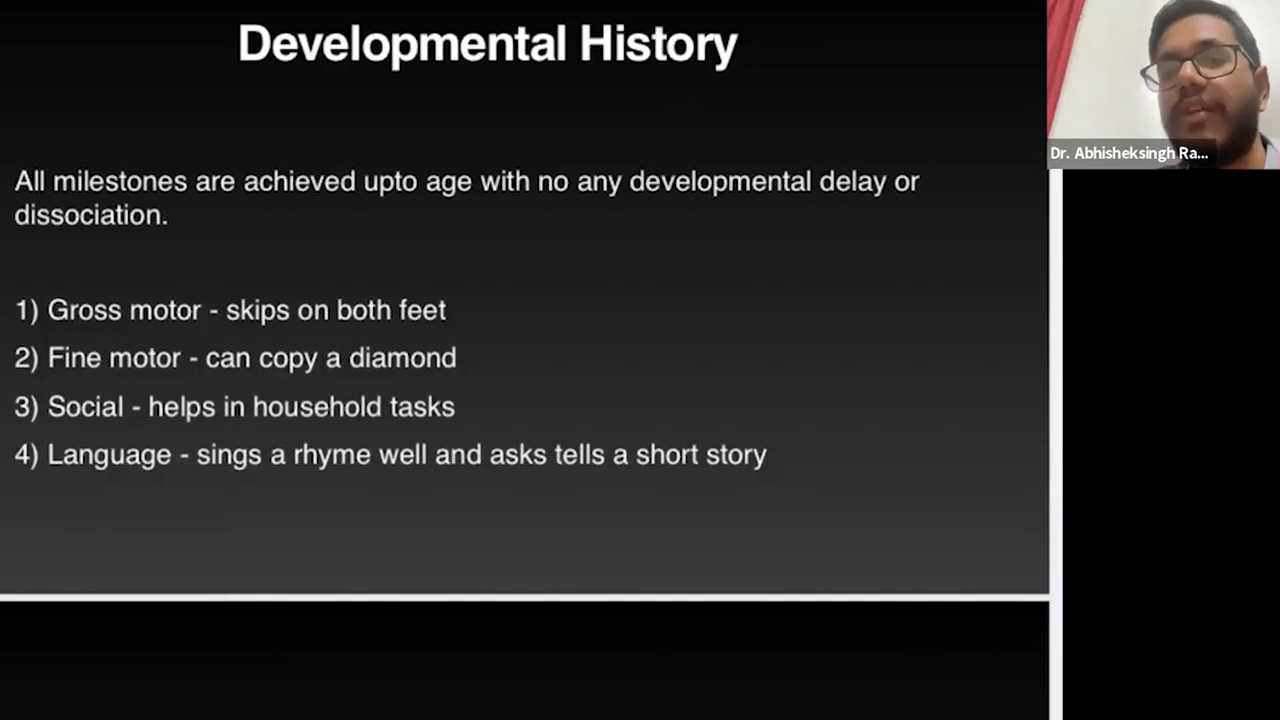 Developmental History
Dr. Abhisheksingh Ra...
All milestones are achieved upto age with no any developmental delay or
dissociation.
1) Gross motor - skips on both feet
2) Fine motor - can copy a diamond
3) Social - helps in household tasks
4) Language - sings a rhyme well and asks tells a short story